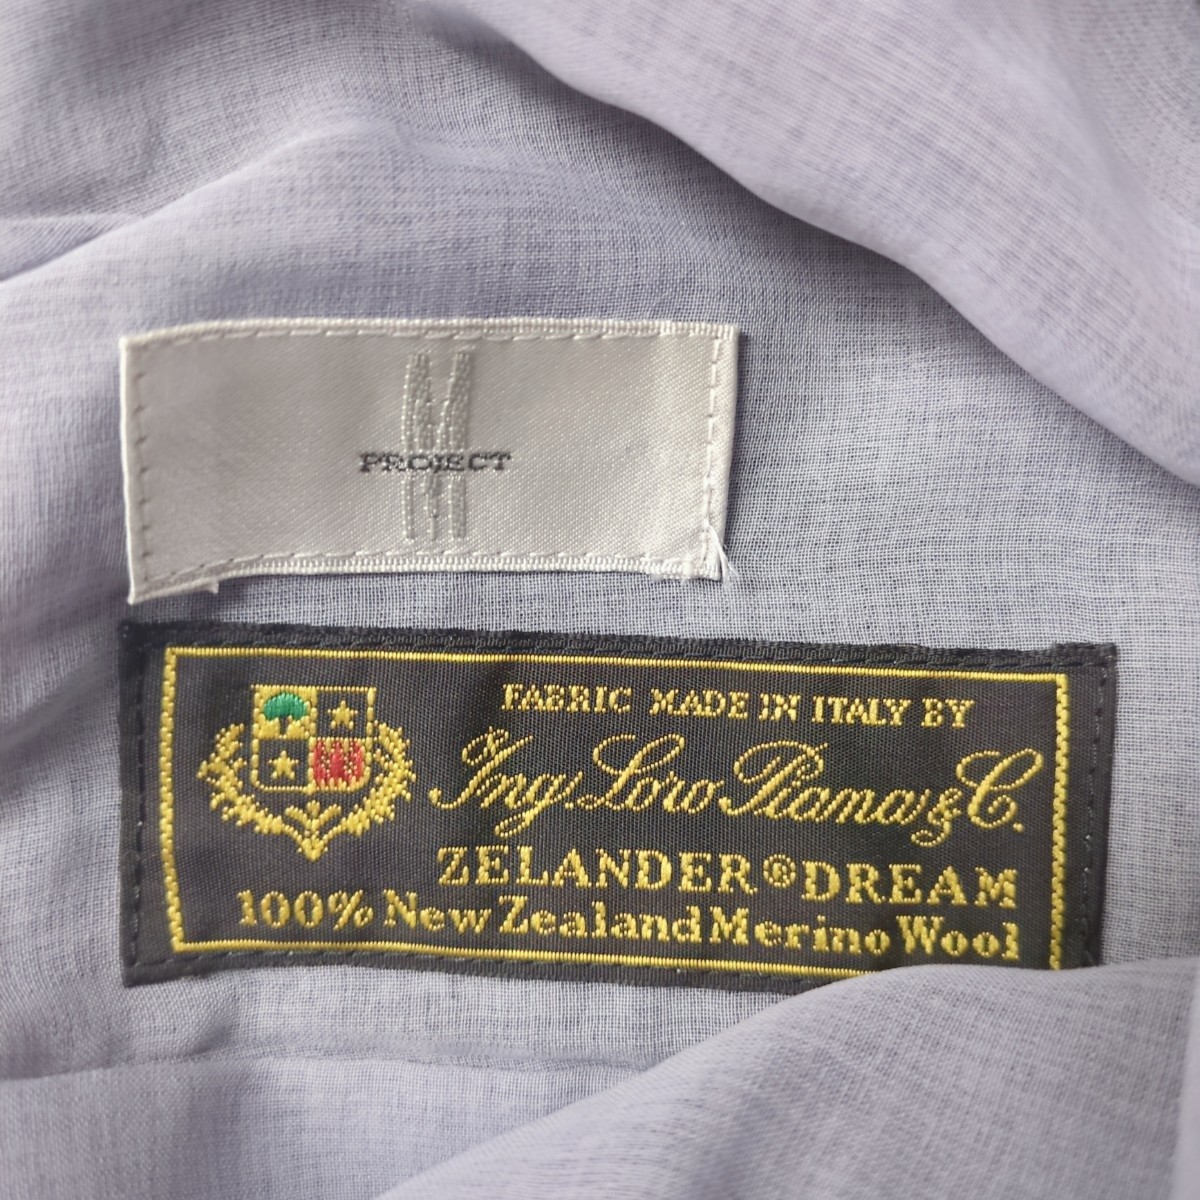 M
PROJECT
FABRIC MADE IN ITALY BY
Ing. Loro Piana & C.
ZELANDER®DREAM
100% New Zealand Merino Wool